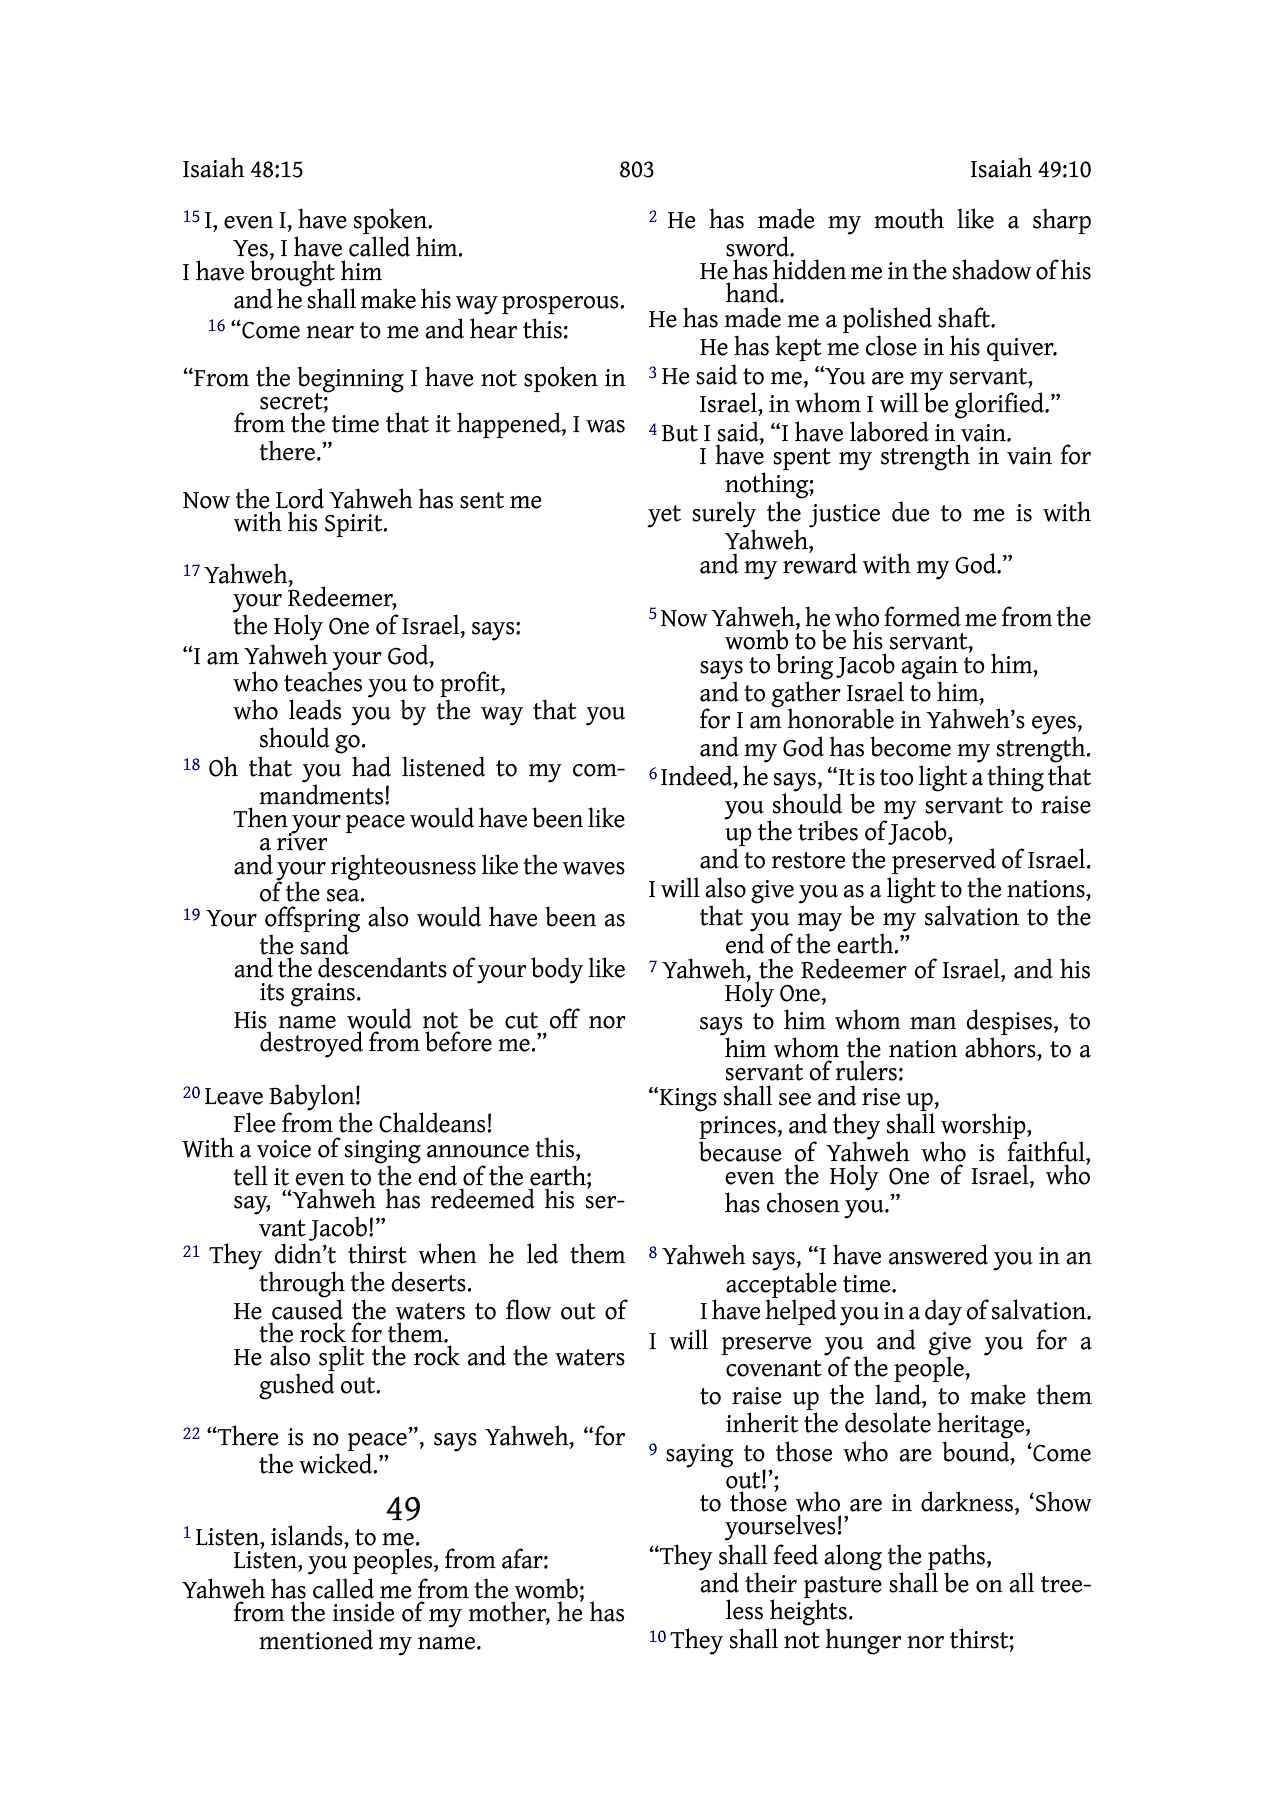 Isaiah 48:15 803 Isaiah 49:10
15 I, even I, have spoken.
Yes, I have called him.
I have brought him
and he shall make his way prosperous.
16 “Come near to me and hear this:
“From the beginning I have not spoken in
secret;
from the time that it happened, I was
there.”
Now the Lord Yahweh has sent me
with his Spirit.
17 Yahweh,
your Redeemer,
the Holy One of Israel, says:
“I am Yahweh your God,
who teaches you to profit,
who leads you by the way that you
should go.
18 Oh that you had listened to my com-
mandments!
Then your peace would have been like
a river
and your righteousness like the waves
of the sea.
19 Your offspring also would have been as
the sand
and the descendants of your body like
its grains.
His name would not be cut off nor
destroyed from before me.”
20 Leave Babylon!
Flee from the Chaldeans!
With a voice of singing announce this,
tell it even to the end of the earth;
say, “Yahweh has redeemed his ser-
vant Jacob!”
21 They didn’t thirst when he led them
through the deserts.
He caused the waters to flow out of
the rock for them.
He also split the rock and the waters
gushed out.
22 “There is no peace”, says Yahweh, “for
the wicked.”
49
1 Listen, islands, to me.
Listen, you peoples, from afar:
Yahweh has called me from the womb;
from the inside of my mother, he has
mentioned my name.
2 He has made my mouth like a sharp
sword.
He has hidden me in the shadow of his
hand.
He has made me a polished shaft.
He has kept me close in his quiver.
3 He said to me, “You are my servant,
Israel, in whom I will be glorified.”
4 But I said, “I have labored in vain.
I have spent my strength in vain for
nothing;
yet surely the justice due to me is with
Yahweh,
and my reward with my God.”
5 Now Yahweh, he who formed me from the
womb to be his servant,
says to bring Jacob again to him,
and to gather Israel to him,
for I am honorable in Yahweh’s eyes,
and my God has become my strength.
6 Indeed, he says, “It is too light a thing that
you should be my servant to raise
up the tribes of Jacob,
and to restore the preserved of Israel.
I will also give you as a light to the nations,
that you may be my salvation to the
end of the earth.”
7 Yahweh, the Redeemer of Israel, and his
Holy One,
says to him whom man despises, to
him whom the nation abhors, to a
servant of rulers:
“Kings shall see and rise up,
princes, and they shall worship,
because of Yahweh who is faithful,
even the Holy One of Israel, who
has chosen you.”
8 Yahweh says, “I have answered you in an
acceptable time.
I have helped you in a day of salvation.
I will preserve you and give you for a
covenant of the people,
to raise up the land, to make them
inherit the desolate heritage,
9 saying to those who are bound, ‘Come
out!’;
to those who are in darkness, ‘Show
yourselves!’
“They shall feed along the paths,
and their pasture shall be on all tree-
less heights.
10 They shall not hunger nor thirst;